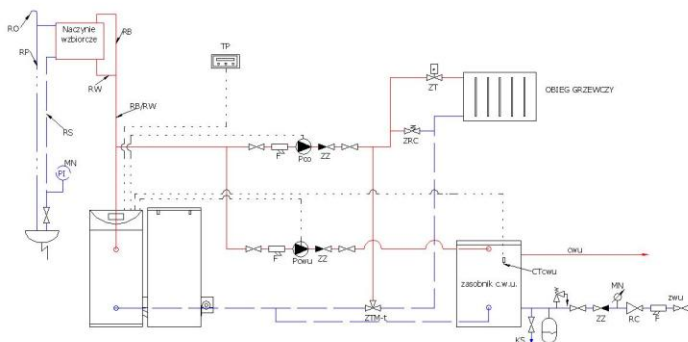 RO
RP
Naczynie
wzbiorcze
RB
RW
RB/RW
RS
MN
PI
TP
F
Pco
ZZ
ZT
OBIEG GRZEWCZY
ZRC
F
Powu
ZZ
ZTM-t
cwu
CTcwu
zasobnik c.w.u.
KS
MN
ZZ
RC
F
zwu